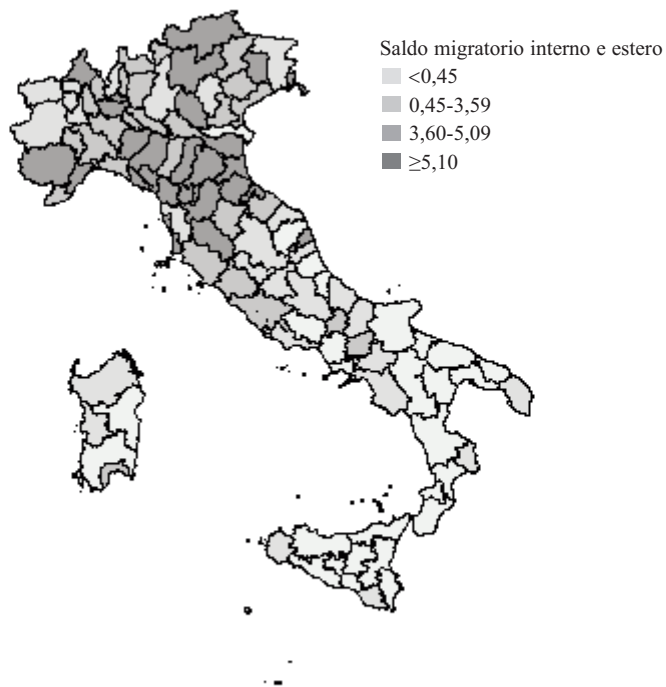 Saldo migratorio interno e estero
<0,45
0,45-3,59
3,60-5,09
≥5,10